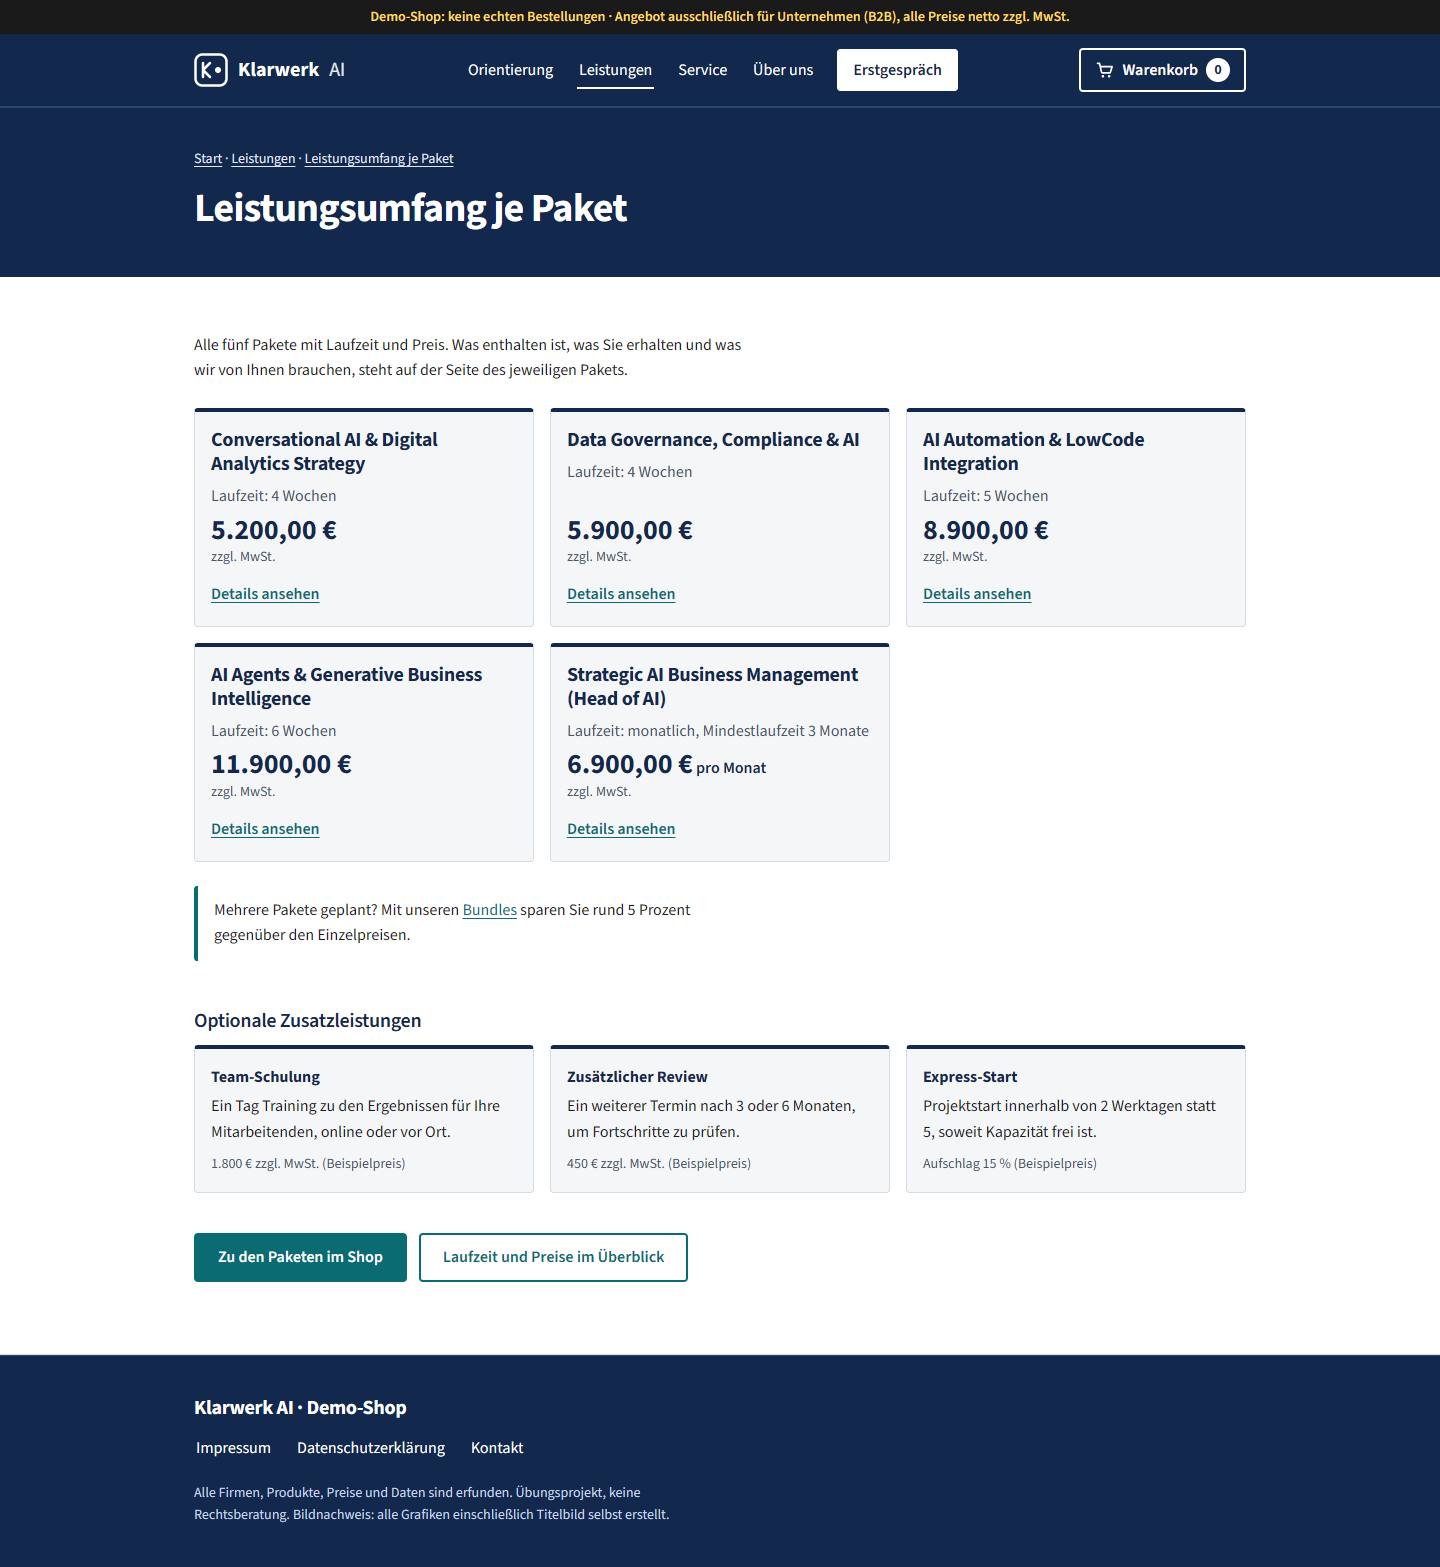 Demo-Shop: keine echten Bestellungen · Angebot ausschließlich für Unternehmen (B2B), alle Preise netto zzgl. MwSt.
Klarwerk AI
Orientierung
Leistungen
Service
Über uns
Erstgespräch
Warenkorb 0
Start · Leistungen · Leistungsumfang je Paket
Leistungsumfang je Paket
Alle fünf Pakete mit Laufzeit und Preis. Was enthalten ist, was Sie erhalten und was
wir von Ihnen brauchen, steht auf der Seite des jeweiligen Pakets.
Conversational AI & Digital
Analytics Strategy
Laufzeit: 4 Wochen
5.200,00 €
zzgl. MwSt.
Details ansehen
Data Governance, Compliance & AI
Laufzeit: 4 Wochen
5.900,00 €
zzgl. MwSt.
Details ansehen
AI Automation & LowCode
Integration
Laufzeit: 5 Wochen
8.900,00 €
zzgl. MwSt.
Details ansehen
AI Agents & Generative Business
Intelligence
Laufzeit: 6 Wochen
11.900,00 €
zzgl. MwSt.
Details ansehen
Strategic AI Business Management
(Head of AI)
Laufzeit: monatlich, Mindestlaufzeit 3 Monate
6.900,00 € pro Monat
zzgl. MwSt.
Details ansehen
Mehrere Pakete geplant? Mit unseren Bundles sparen Sie rund 5 Prozent
gegenüber den Einzelpreisen.
Optionale Zusatzleistungen
Team-Schulung
Ein Tag Training zu den Ergebnissen für Ihre
Mitarbeitenden, online oder vor Ort.
1.800 € zzgl. MwSt. (Beispielpreis)
Zusätzlicher Review
Ein weiterer Termin nach 3 oder 6 Monaten,
um Fortschritte zu prüfen.
450 € zzgl. MwSt. (Beispielpreis)
Express-Start
Projektstart innerhalb von 2 Werktagen statt
5, soweit Kapazität frei ist.
Aufschlag 15 % (Beispielpreis)
Zu den Paketen im Shop
Laufzeit und Preise im Überblick
Klarwerk AI · Demo-Shop
Impressum
Datenschutzerklärung
Kontakt
Alle Firmen, Produkte, Preise und Daten sind erfunden. Übungsprojekt, keine
Rechtsberatung. Bildnachweis: alle Grafiken einschließlich Titelbild selbst erstellt.